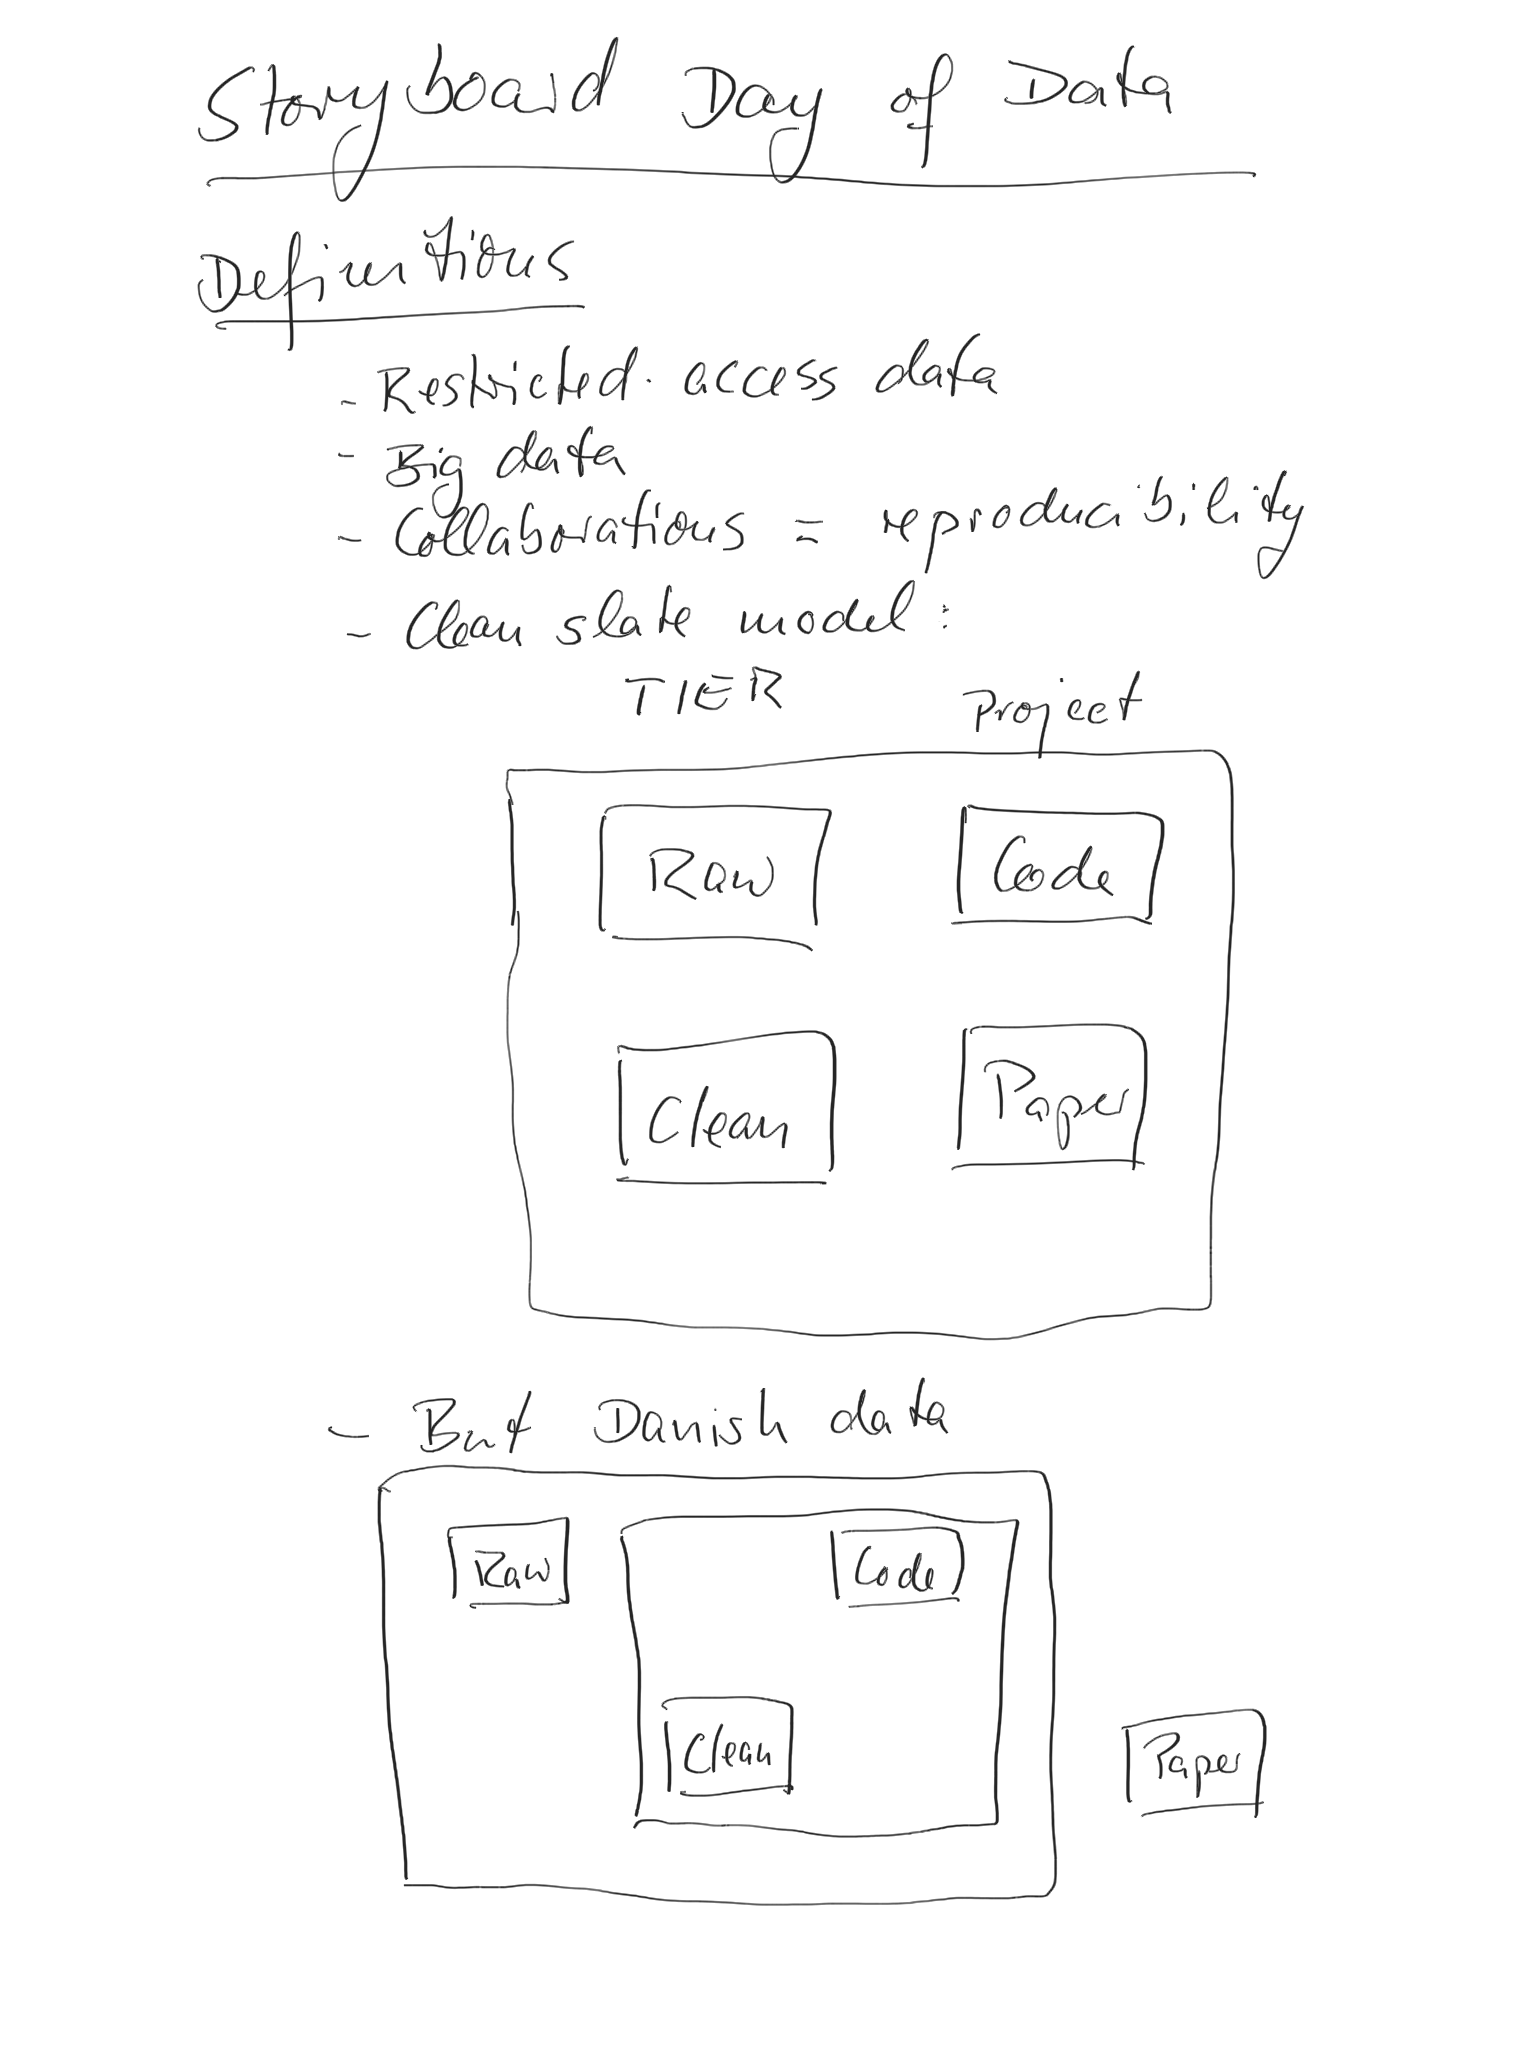 Storyboard Day of Data
Definitions
- Restricted-access data
- Big data
- Collaborations = reproducibility
- Clean slate model:
TIER Project
Raw Code
Clean Paper
- But Danish data
Raw Code
Clean Paper